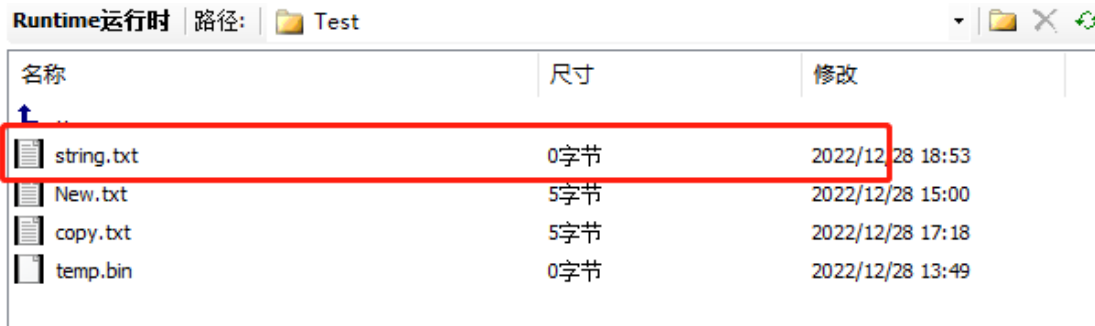 Runtime运行时 路径: Test
名称 尺寸 修改
..
string.txt 0字节 2022/12/28 18:53
New.txt 5字节 2022/12/28 15:00
copy.txt 5字节 2022/12/28 17:18
temp.bin 0字节 2022/12/28 13:49